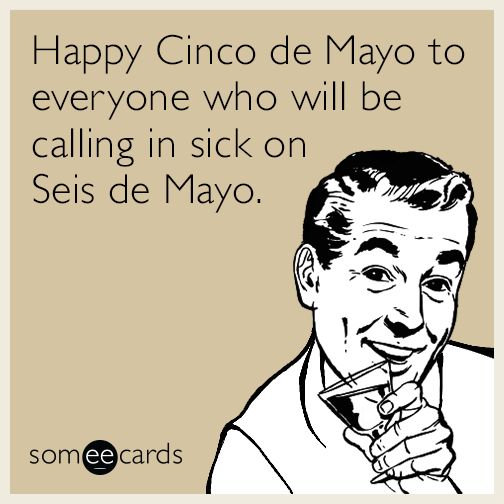 Happy Cinco de Mayo to
everyone who will be
calling in sick on
Seis de Mayo.
someecards